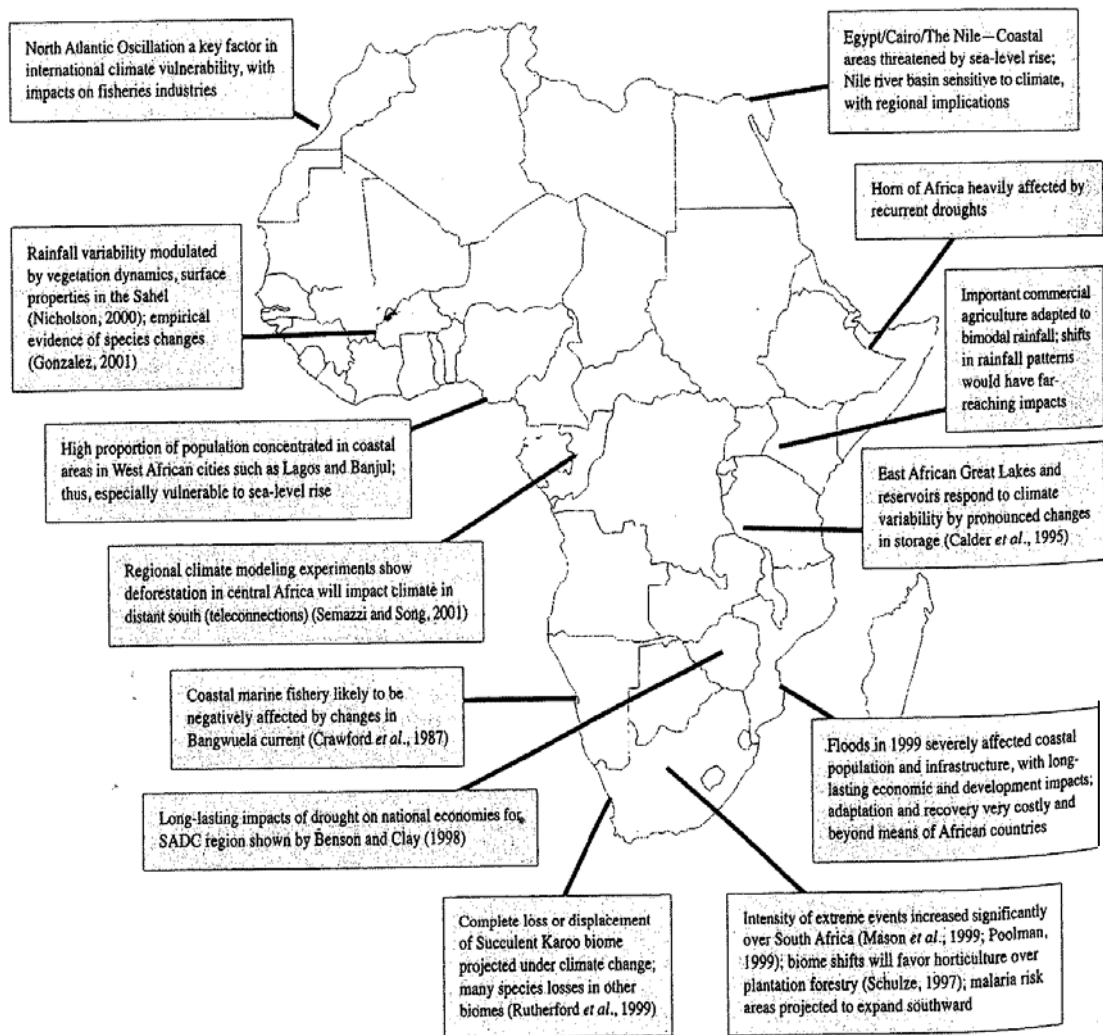 North Atlantic Oscillation a key factor in
international climate vulnerability, with
impacts on fisheries industries
Egypt/Cairo/The Nile—Coastal
areas threatened by sea-level rise;
Nile river basin sensitive to climate,
with regional implications
Horn of Africa heavily affected by
recurrent droughts
Rainfall variability modulated
by vegetation dynamics, surface
properties in the Sahel
(Nicholson, 2000); empirical
evidence of species changes
(Gonzalez, 2001)
Important commercial
agriculture adapted to
bimodal rainfall; shifts
in rainfall patterns
would have far-
reaching impacts
High proportion of population concentrated in coastal
areas in West African cities such as Lagos and Banjul;
thus, especially vulnerable to sea-level rise
East African Great Lakes and
reservoirs respond to climate
variability by pronounced changes
in storage (Calder et al., 1995)
Regional climate modeling experiments show
deforestation in central Africa will impact climate in
distant south (teleconnections) (Semazzi and Song, 2001)
Coastal marine fishery likely to be
negatively affected by changes in
Bangwuela current (Crawford et al., 1987)
Floods in 1999 severely affected coastal
population and infrastructure, with long-
lasting economic and development impacts;
adaptation and recovery very costly and
beyond means of African countries
Long-lasting impacts of drought on national economies for
SADC region shown by Benson and Clay (1998)
Complete loss or displacement
of Succulent Karoo biome
projected under climate change;
many species losses in other
biomes (Rutherford et al., 1999)
Intensity of extreme events increased significantly
over South Africa (Mason et al., 1999; Poolman,
1999); biome shifts will favor horticulture over
plantation forestry (Schulze, 1997); malaria risk
areas projected to expand southward